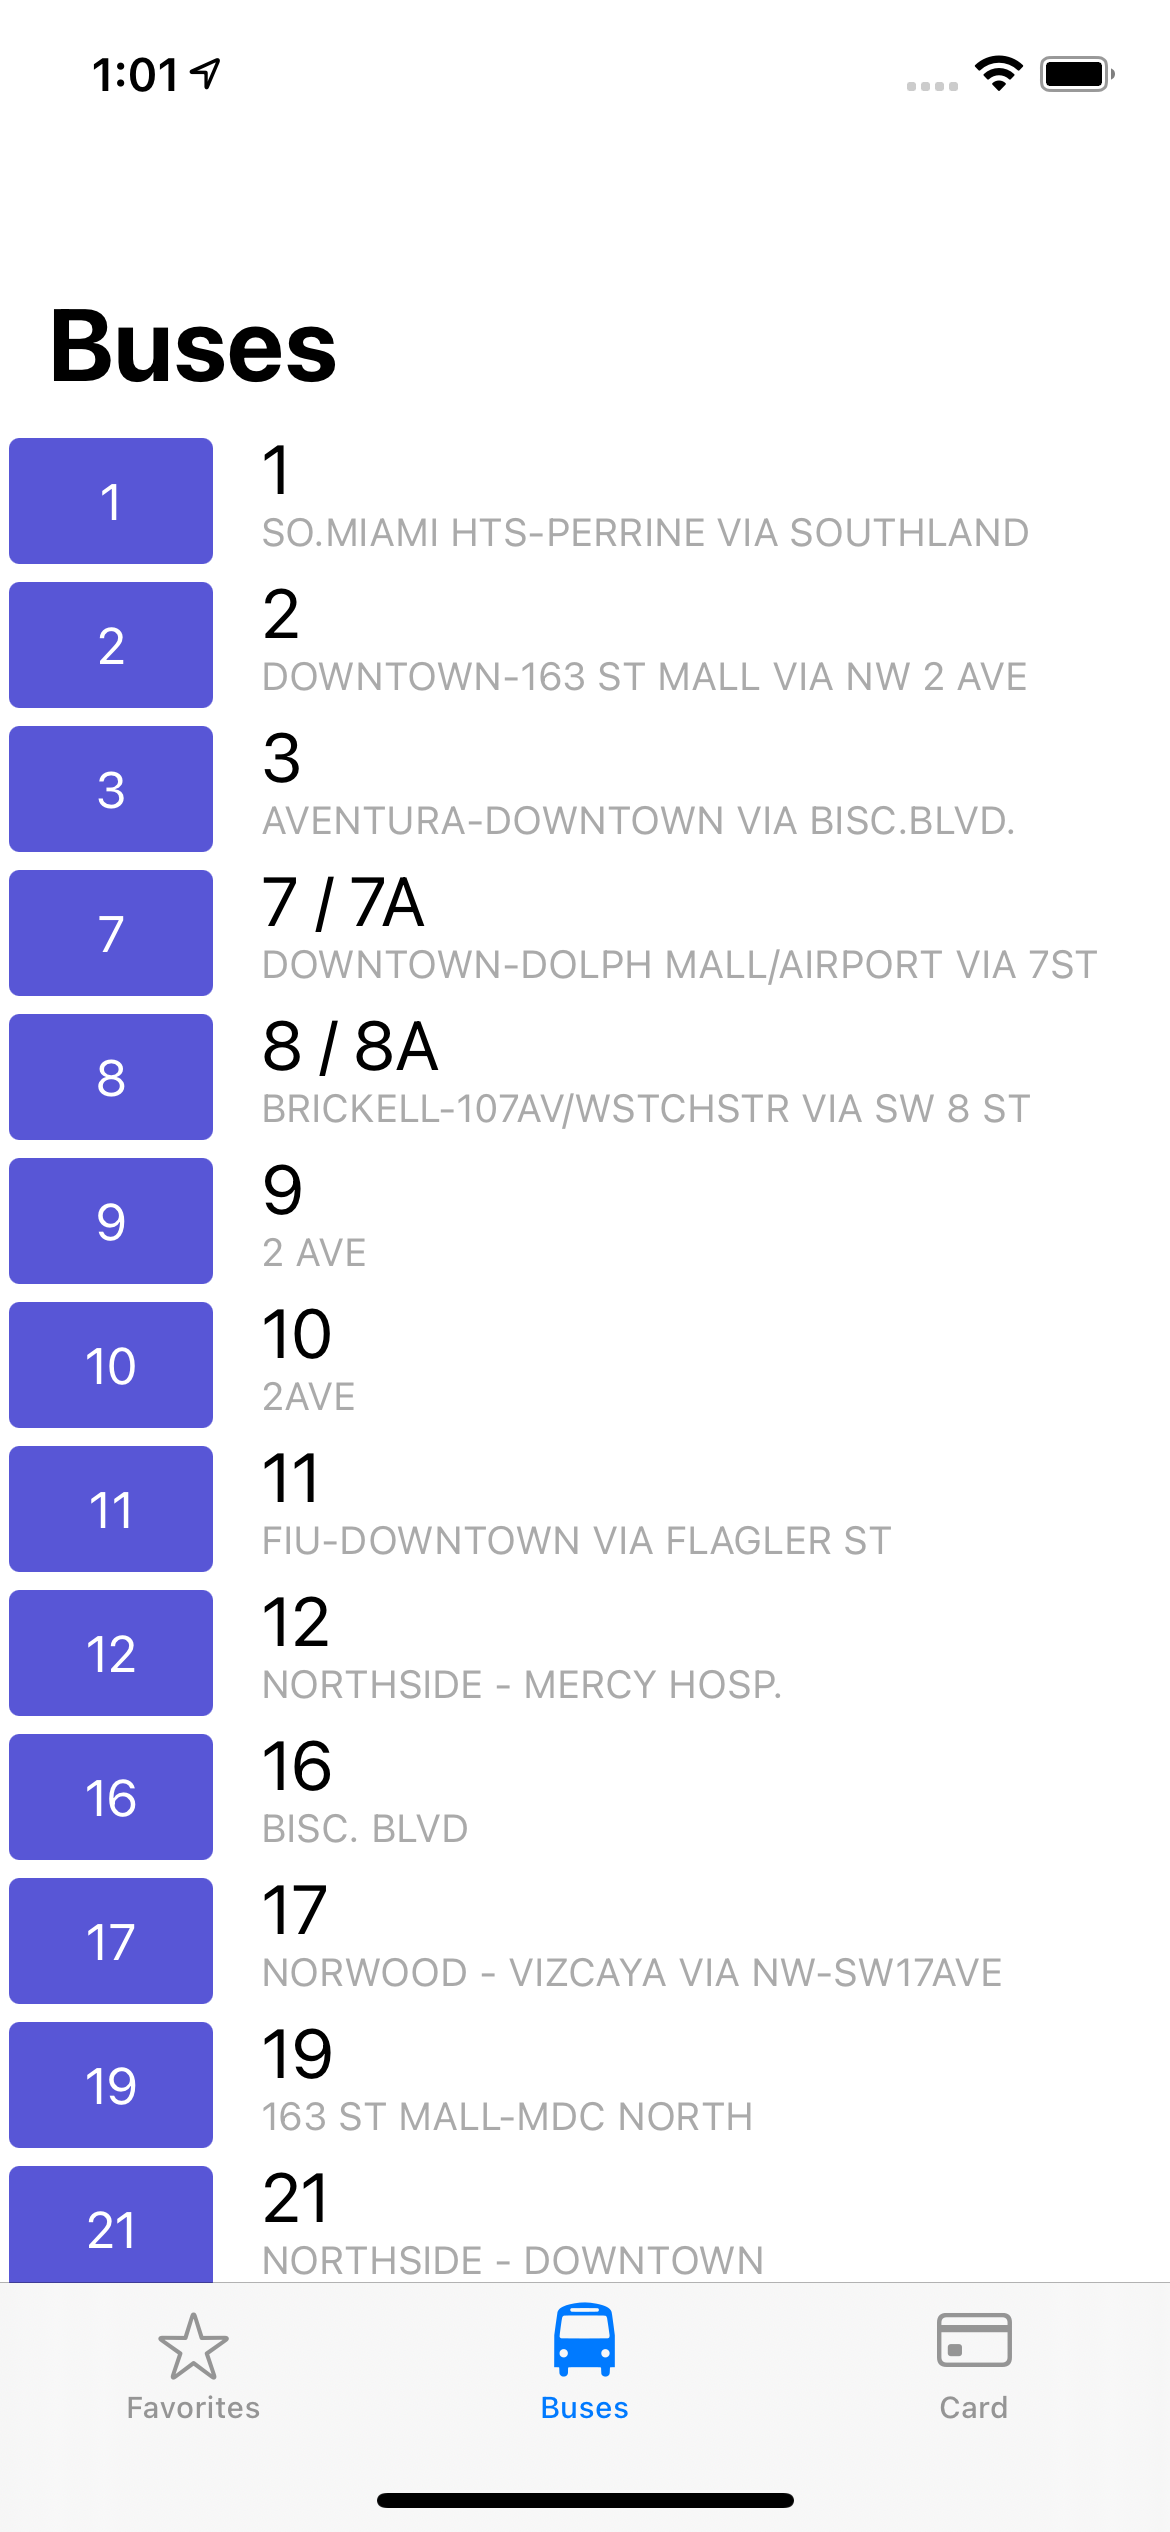 1:01
Buses
1
1
SO.MIAMI HTS-PERRINE VIA SOUTHLAND
2
2
DOWNTOWN-163 ST MALL VIA NW 2 AVE
3
3
AVENTURA-DOWNTOWN VIA BISC.BLVD.
7
7 / 7A
DOWNTOWN-DOLPH MALL/AIRPORT VIA 7ST
8
8 / 8A
BRICKELL-107AV/WSTCHSTR VIA SW 8 ST
9
9
2 AVE
10
10
2AVE
11
11
FIU-DOWNTOWN VIA FLAGLER ST
12
12
NORTHSIDE - MERCY HOSP.
16
16
BISC. BLVD
17
17
NORWOOD - VIZCAYA VIA NW-SW17AVE
19
19
163 ST MALL-MDC NORTH
21
21
NORTHSIDE - DOWNTOWN
Favorites
Buses
Card